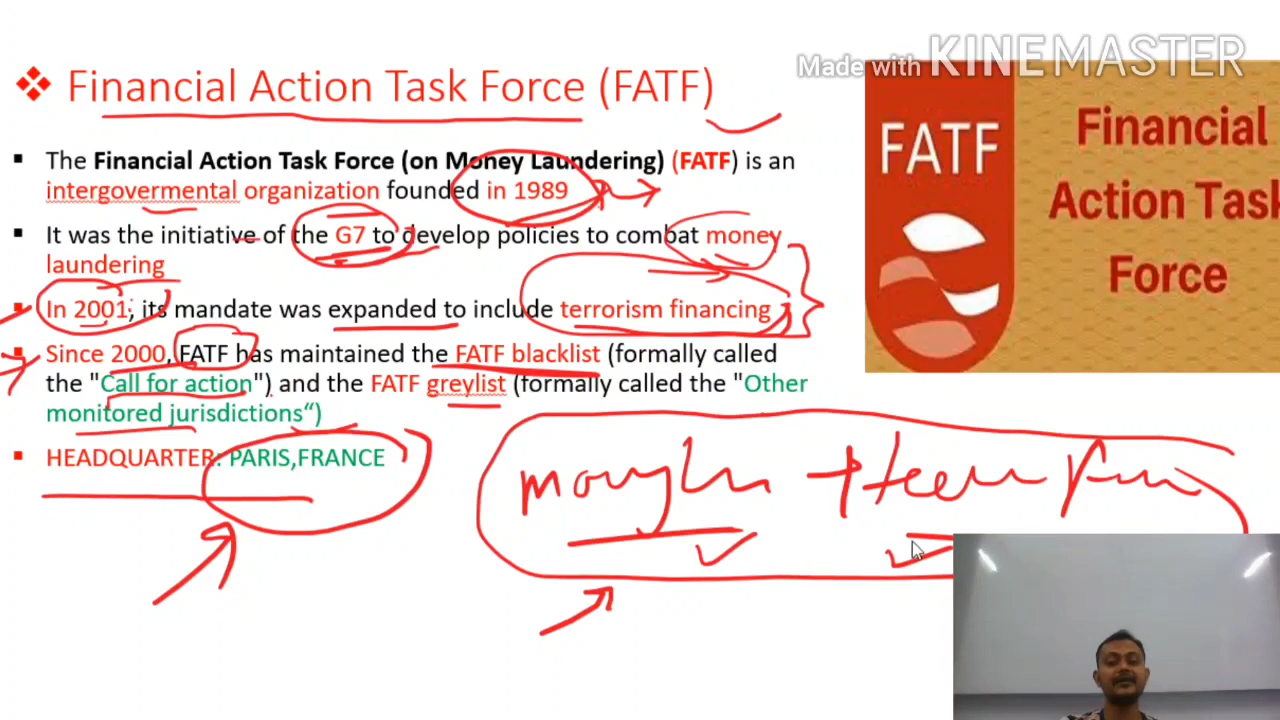 Made with KINEMASTER
❖ Financial Action Task Force (FATF)
▪ The Financial Action Task Force (on Money Laundering) (FATF) is an
intergovermental organization founded in 1989
▪ It was the initiative of the G7 to develop policies to combat money
laundering
▪ In 2001, its mandate was expanded to include terrorism financing
▪ Since 2000, FATF has maintained the FATF blacklist (formally called
the "Call for action") and the FATF greylist (formally called the "Other
monitored jurisdictions“)
▪ HEADQUARTER: PARIS,FRANCE
FATF
Financial
Action Task
Force